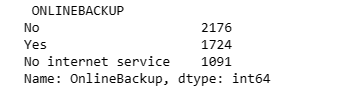 ONLINEBACKUP
No 2176
Yes 1724
No internet service 1091
Name: OnlineBackup, dtype: int64